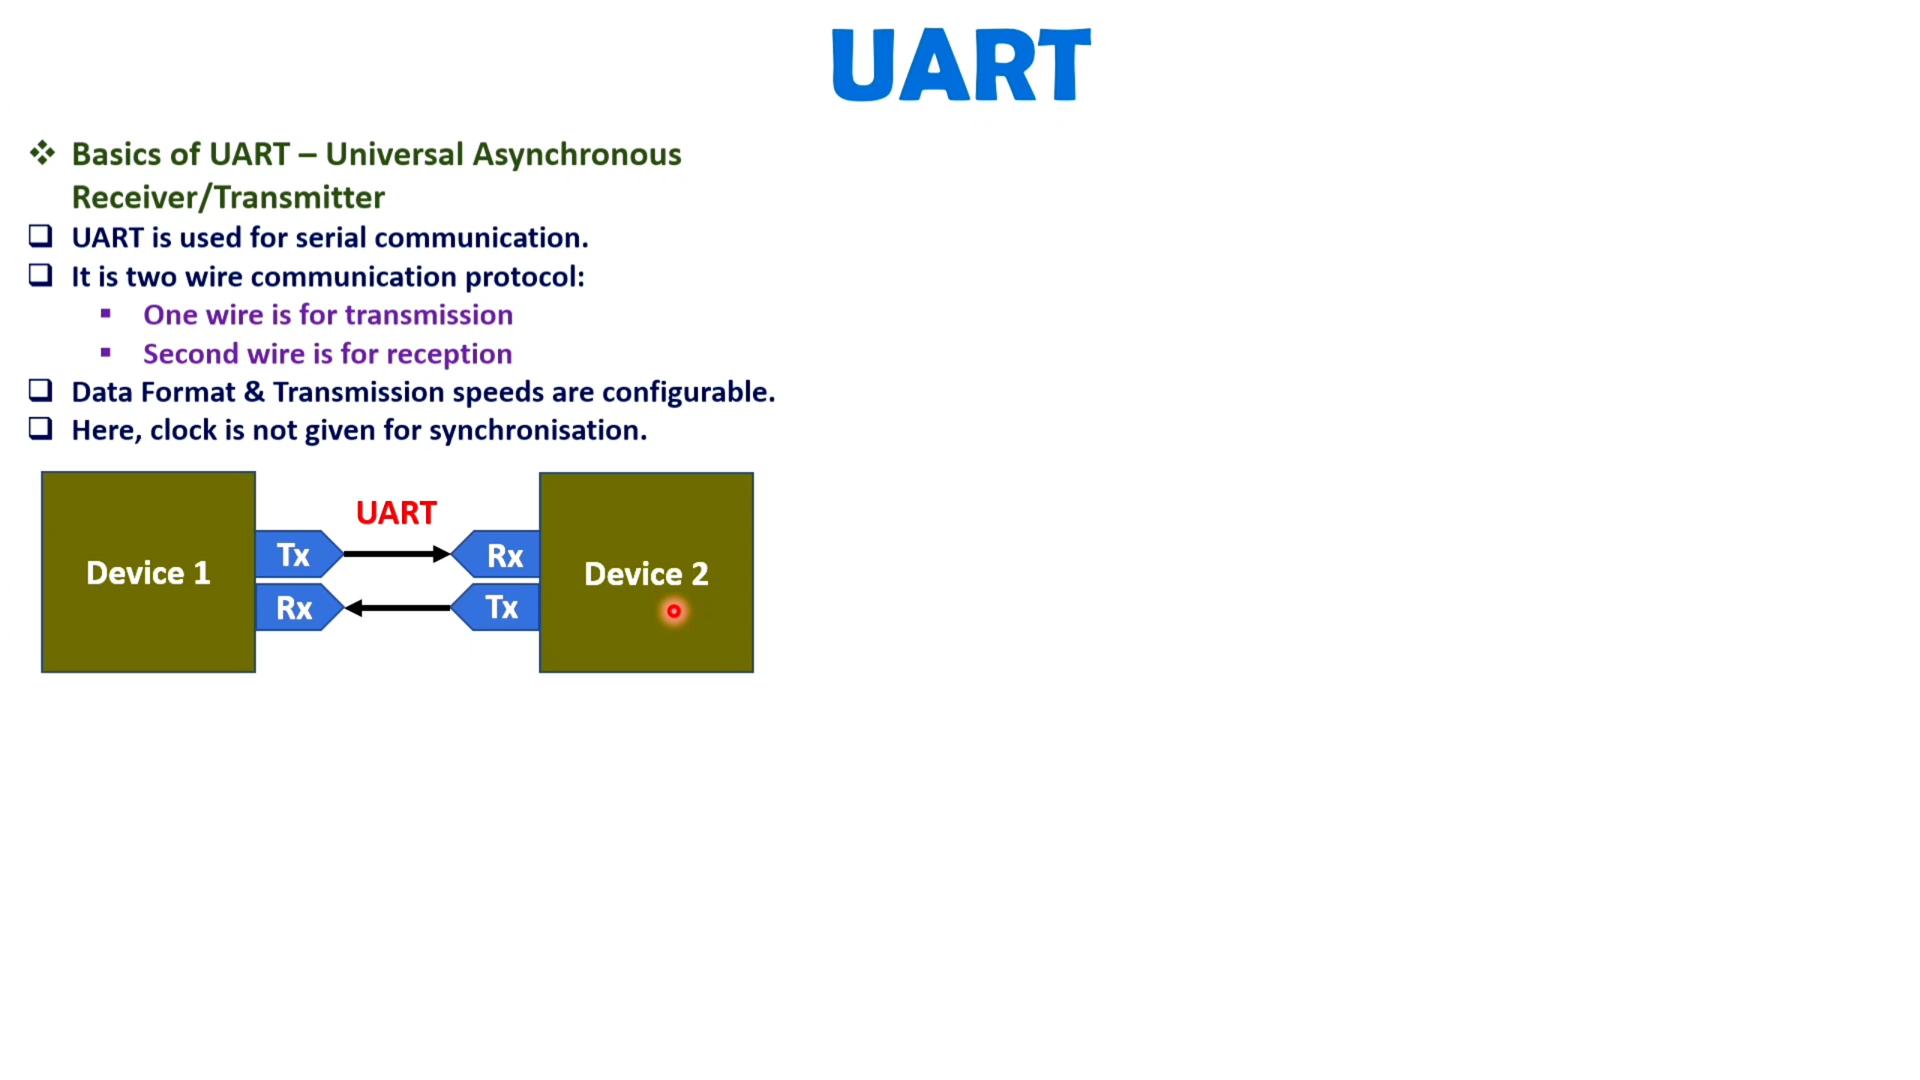 UART
Basics of UART – Universal Asynchronous
Receiver/Transmitter
UART is used for serial communication.
It is two wire communication protocol:
One wire is for transmission
Second wire is for reception
Data Format & Transmission speeds are configurable.
Here, clock is not given for synchronisation.
UART
Device 1
Tx
Rx
Rx
Tx
Device 2